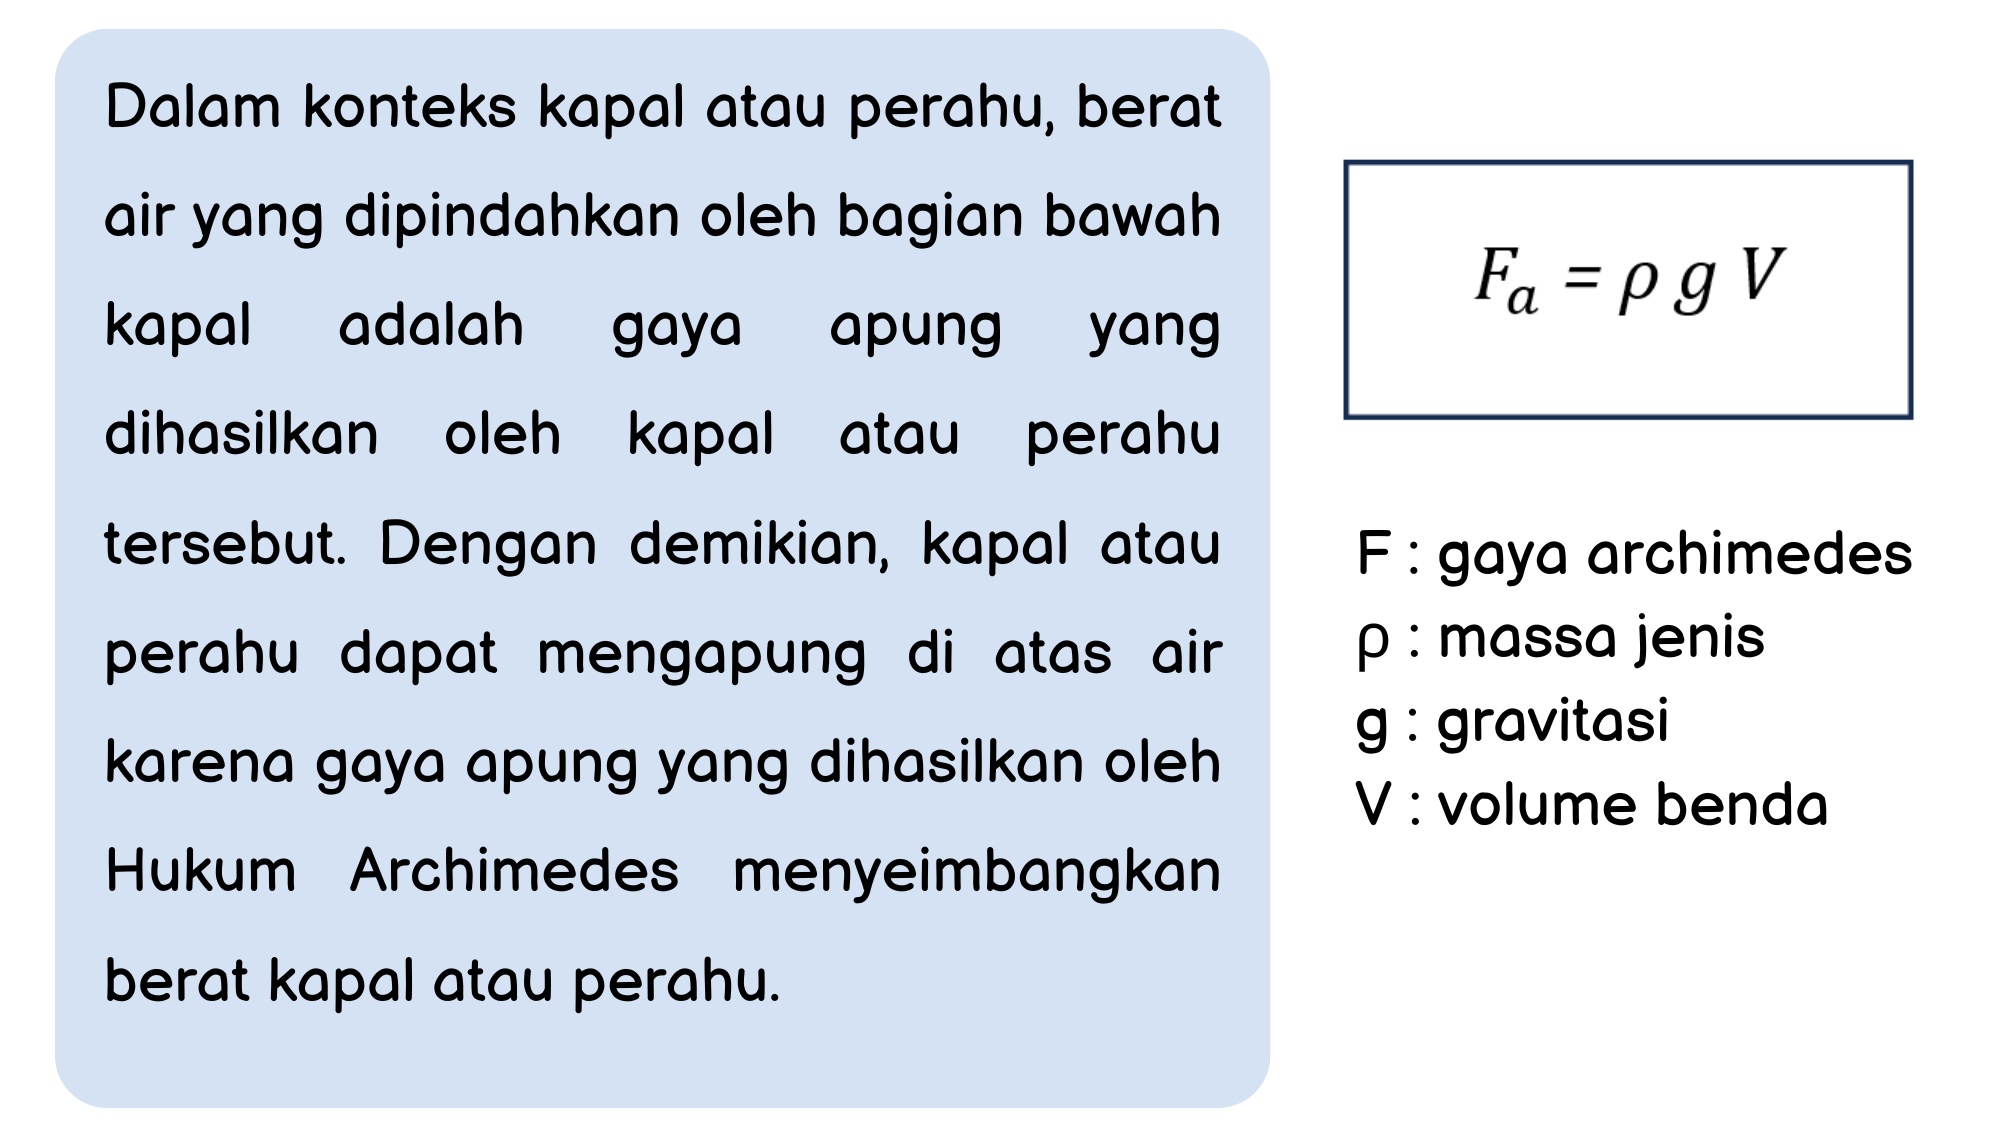 Dalam konteks kapal atau perahu, berat
air yang dipindahkan oleh bagian bawah
kapal adalah gaya apung yang
dihasilkan oleh kapal atau perahu
tersebut. Dengan demikian, kapal atau
perahu dapat mengapung di atas air
karena gaya apung yang dihasilkan oleh
Hukum Archimedes menyeimbangkan
berat kapal atau perahu.
Fₐ = ρ g V
F : gaya archimedes
ρ : massa jenis
g : gravitasi
V : volume benda